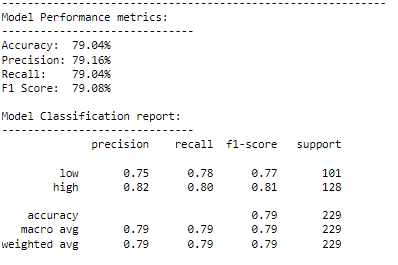 ----------------------------------------------------------------
Model Performance metrics:
------------------------------
Accuracy: 79.04%
Precision: 79.16%
Recall: 79.04%
F1 Score: 79.08%
Model Classification report:
------------------------------
precision recall f1-score support
low 0.75 0.78 0.77 101
high 0.82 0.80 0.81 128
accuracy 0.79 229
macro avg 0.79 0.79 0.79 229
weighted avg 0.79 0.79 0.79 229